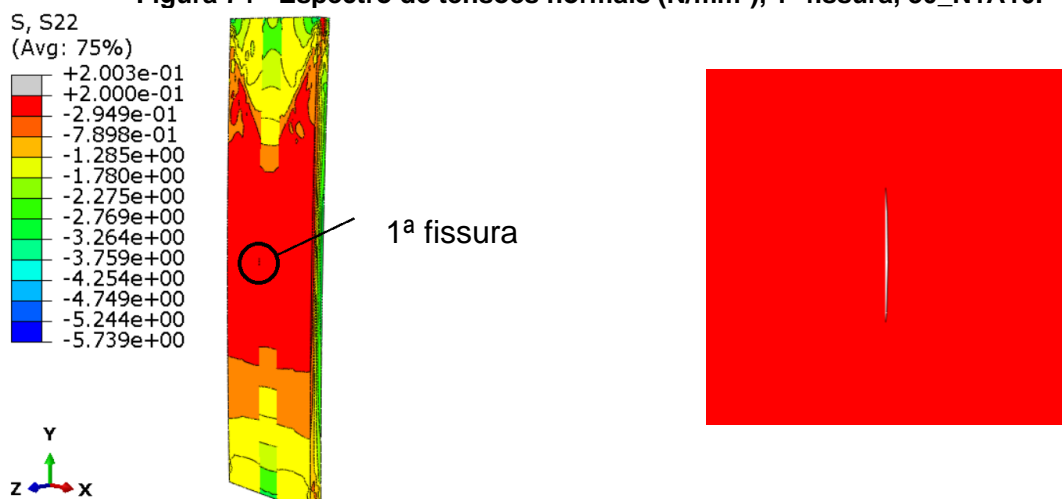 S, S22
(Avg: 75%)
+2.003e-01
+2.000e-01
-2.949e-01
-7.898e-01
-1.285e+00
-1.780e+00
-2.275e+00
-2.769e+00
-3.264e+00
-3.759e+00
-4.254e+00
-4.749e+00
-5.244e+00
-5.739e+00
1ª fissura
Y
Z X